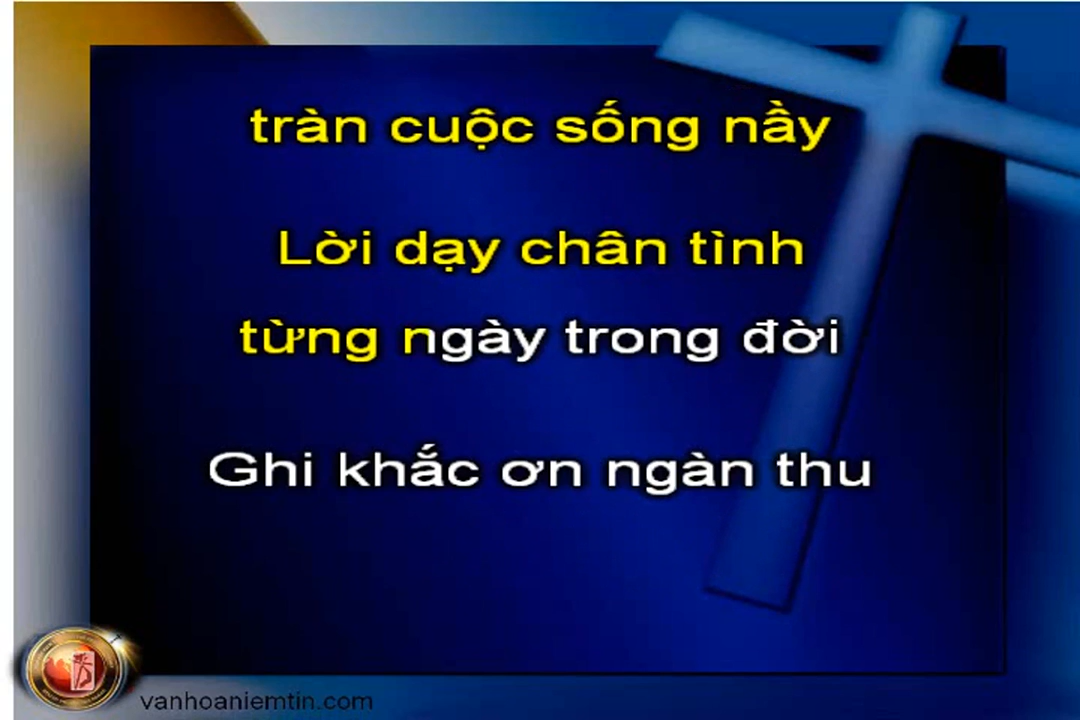 tràn cuộc sống nầy
Lời dạy chân tình
từng ngày trong đời
Ghi khắc ơn ngàn thu
vanhoaniemtin.com